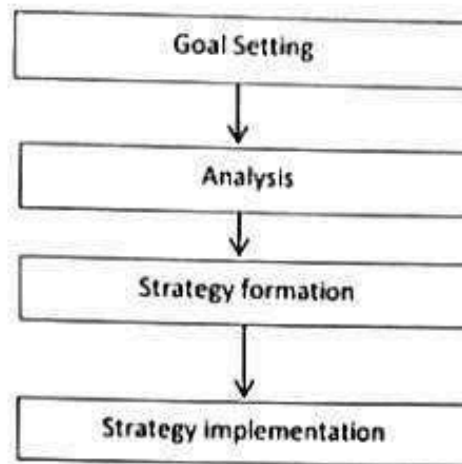 Goal Setting
Analysis
Strategy formation
Strategy implementation